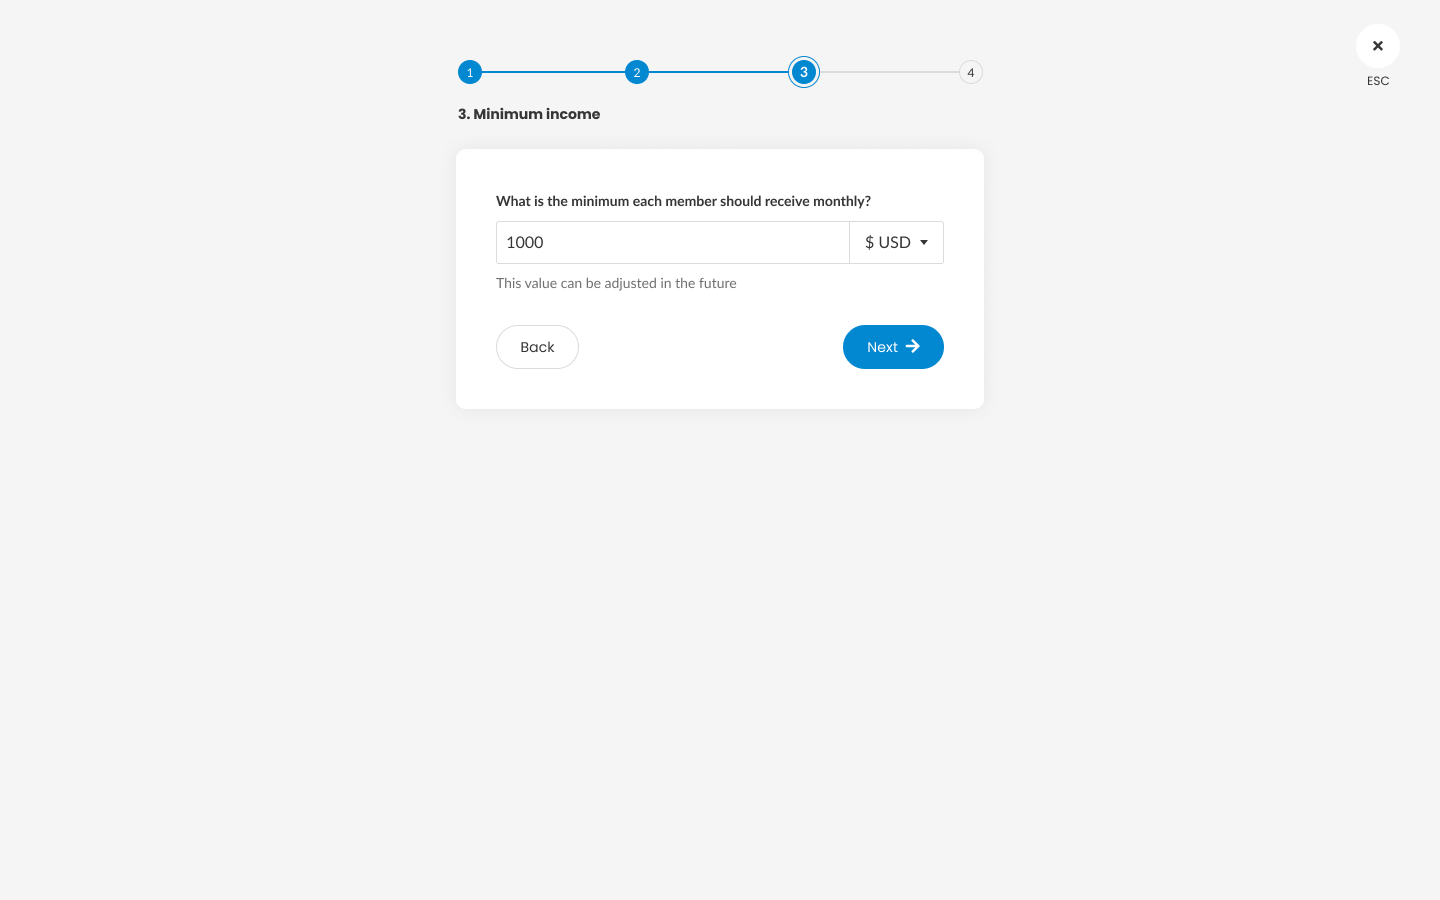 1
2
3
4
ESC
3. Minimum income
What is the minimum each member should receive monthly?
1000
$ USD
This value can be adjusted in the future
Back
Next